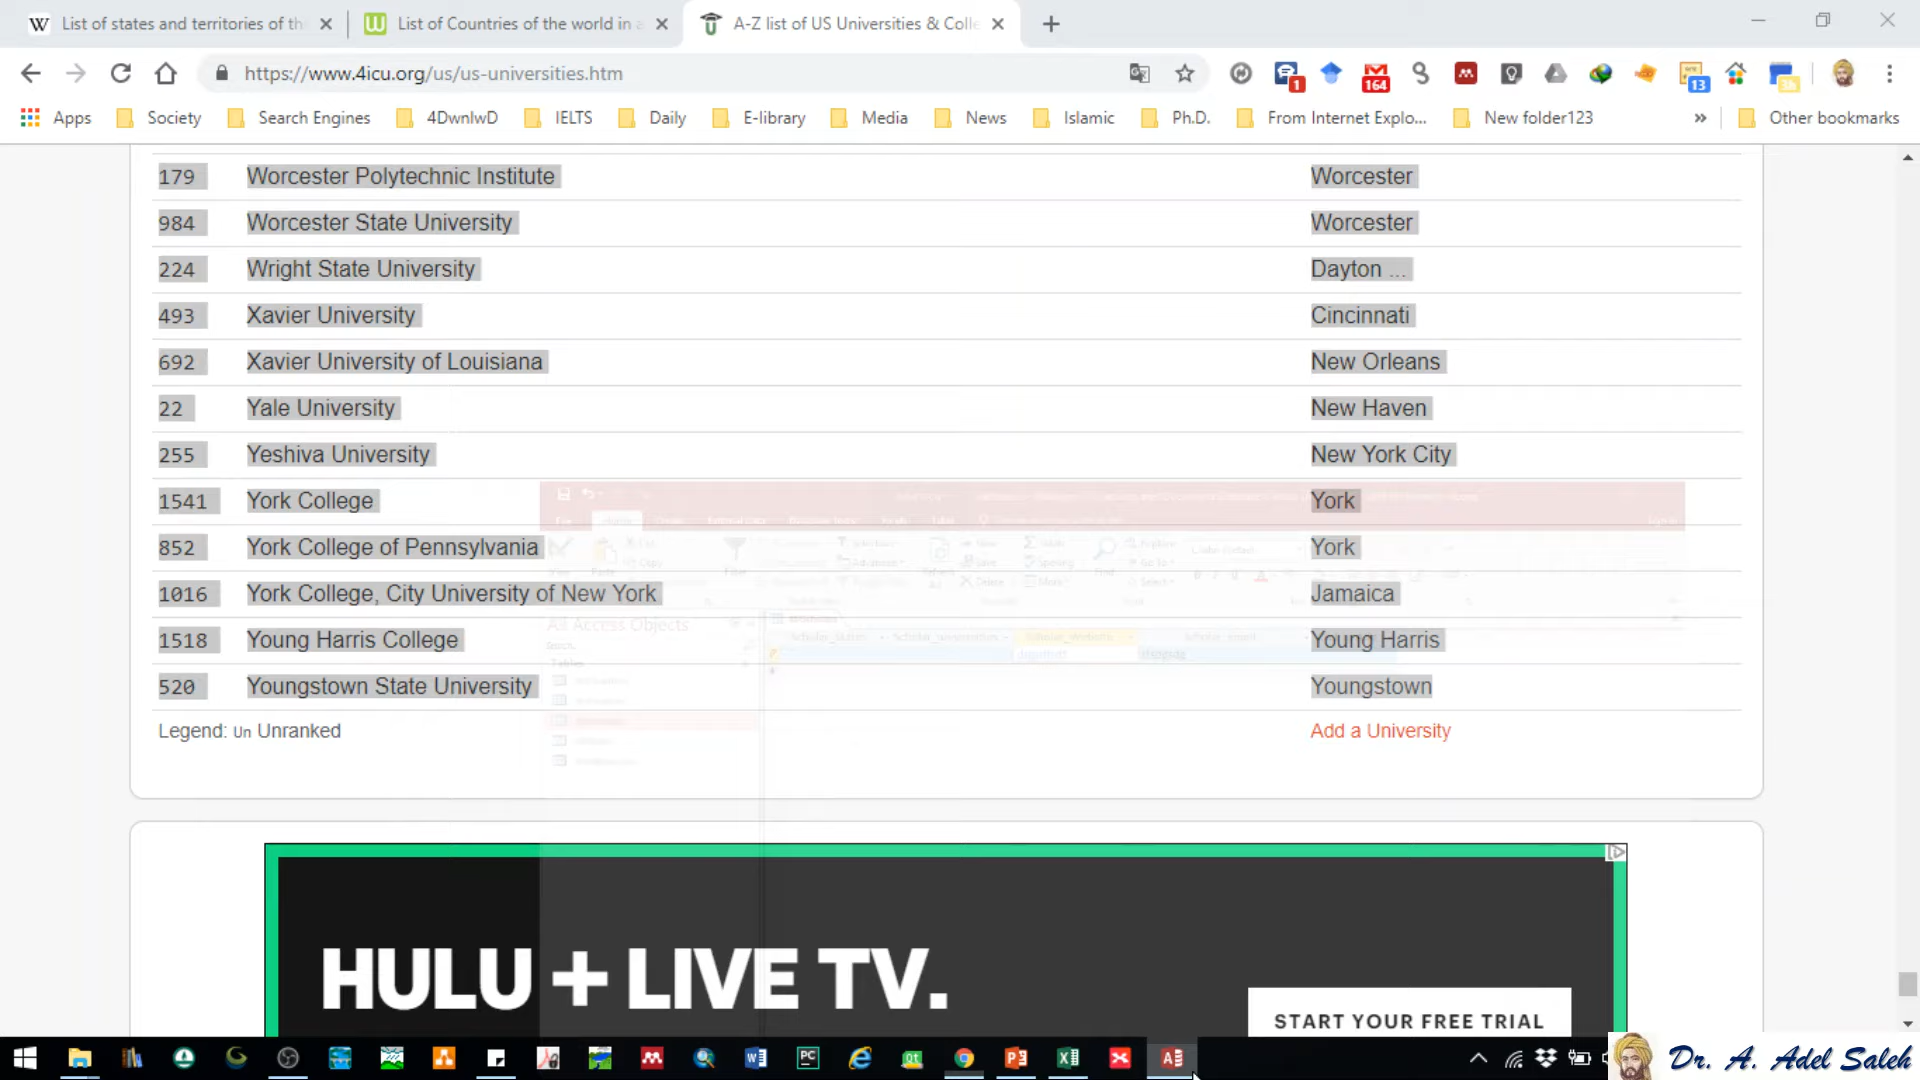 List of states and territories of th
List of Countries of the world in a
A-Z list of US Universities & Colle
https://www.4icu.org/us/us-universities.htm
1
164
13
Apps
Society
Search Engines
4DwnlwD
IELTS
Daily
E-library
Media
News
Islamic
Ph.D.
From Internet Explo...
New folder123
»
Other bookmarks
179 Worcester Polytechnic Institute Worcester
984 Worcester State University Worcester
224 Wright State University Dayton ...
493 Xavier University Cincinnati
692 Xavier University of Louisiana New Orleans
22 Yale University New Haven
255 Yeshiva University New York City
1541 York College York
852 York College of Pennsylvania York
1016 York College, City University of New York Jamaica
1518 Young Harris College Young Harris
520 Youngstown State University Youngstown
Legend: Un Unranked Add a University
All Access Objects
HULU + LIVE TV.
START YOUR FREE TRIAL
Dr. A. Adel Saleh